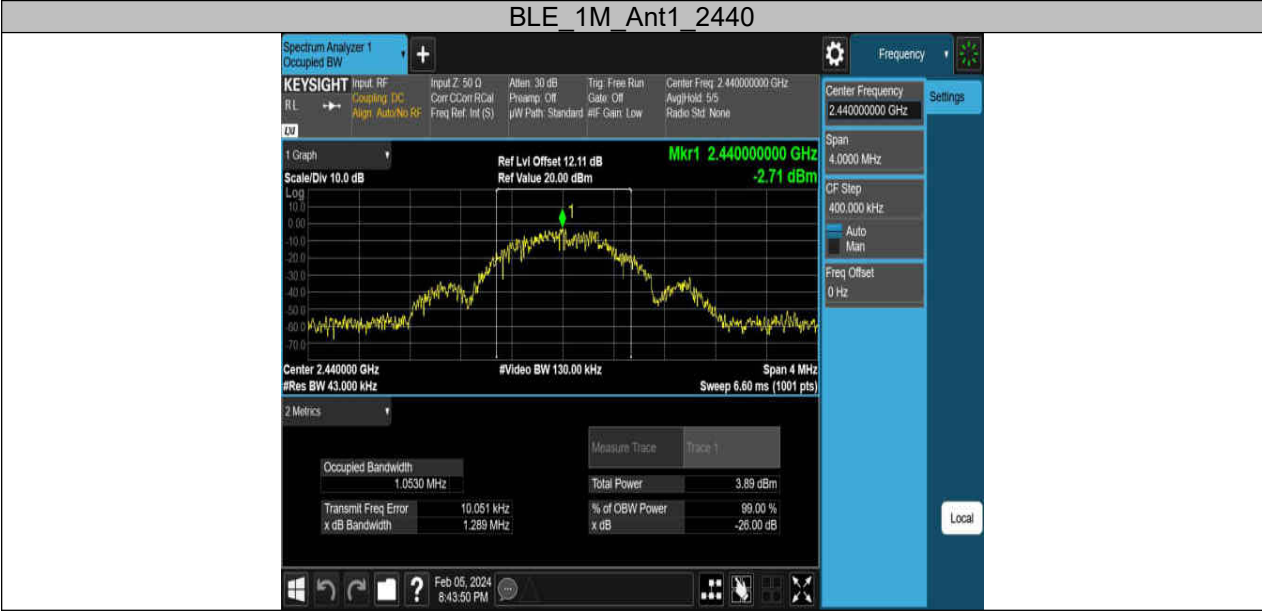 BLE_1M_Ant1_2440
Spectrum Analyzer 1
Occupied BW
+
Frequency
KEYSIGHT
RL
LXI
Input: RF
Coupling: DC
Align: Auto/No RF
Input Z: 50 Ω
Corr CCorr RCal
Freq Ref: Int (S)
Atten: 30 dB
Preamp: Off
µW Path: Standard
Trig: Free Run
Gate: Off
#IF Gain: Low
Center Freq: 2.440000000 GHz
Avg|Hold: 5/5
Radio Std: None
Center Frequency
2.440000000 GHz
Settings
Span
4.0000 MHz
CF Step
400.000 kHz
Auto
Man
Freq Offset
0 Hz
Local
1 Graph
Scale/Div 10.0 dB
Ref Lvl Offset 12.11 dB
Ref Value 20.00 dBm
Mkr1 2.440000000 GHz
-2.71 dBm
Log
10.0
0.00
-10.0
-20.0
-30.0
-40.0
-50.0
-60.0
-70.0
1
Center 2.440000 GHz
#Video BW 130.00 kHz
Span 4 MHz
#Res BW 43.000 kHz
Sweep 6.60 ms (1001 pts)
2 Metrics
Measure Trace Trace 1
Occupied Bandwidth
1.0530 MHz
Total Power 3.89 dBm
Transmit Freq Error 10.051 kHz
% of OBW Power 99.00 %
x dB Bandwidth 1.289 MHz
x dB -26.00 dB
?
Feb 05, 2024
8:43:50 PM